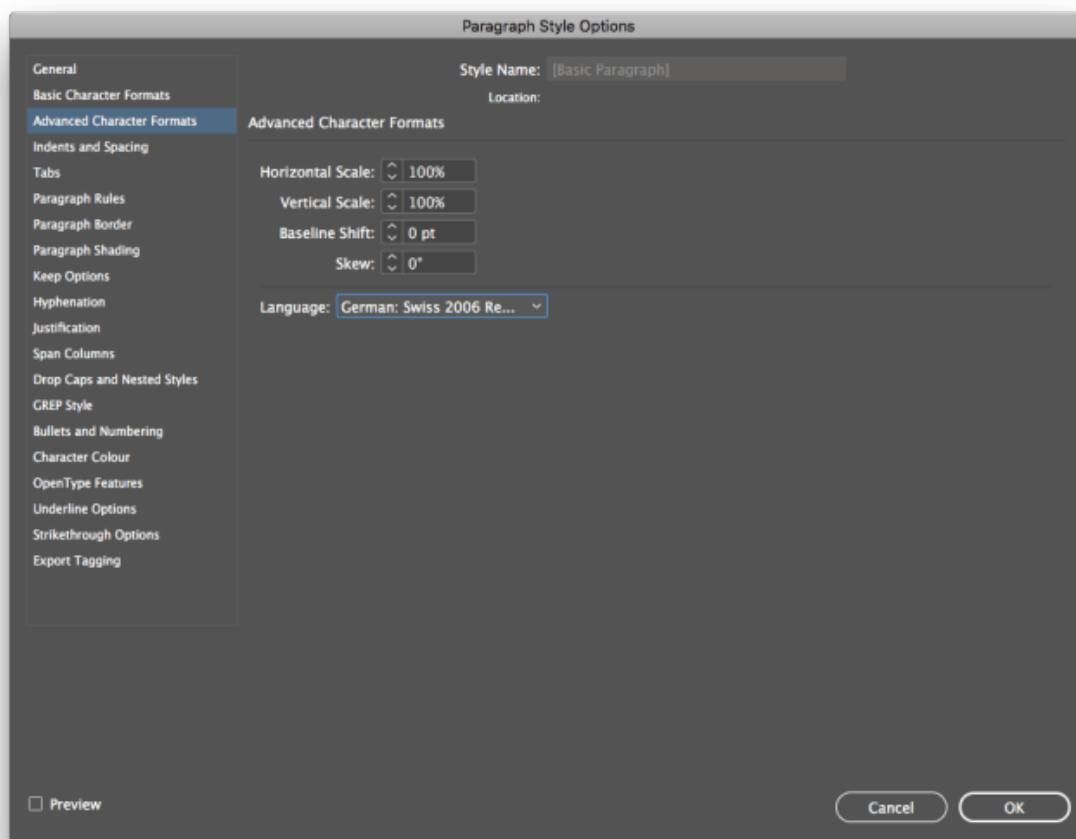 Paragraph Style Options
General
Basic Character Formats
Advanced Character Formats
Indents and Spacing
Tabs
Paragraph Rules
Paragraph Border
Paragraph Shading
Keep Options
Hyphenation
Justification
Span Columns
Drop Caps and Nested Styles
GREP Style
Bullets and Numbering
Character Colour
OpenType Features
Underline Options
Strikethrough Options
Export Tagging
Style Name: [Basic Paragraph]
Location:
Advanced Character Formats
Horizontal Scale: 100%
Vertical Scale: 100%
Baseline Shift: 0 pt
Skew: 0°
Language: German: Swiss 2006 Re...
Preview
Cancel
OK